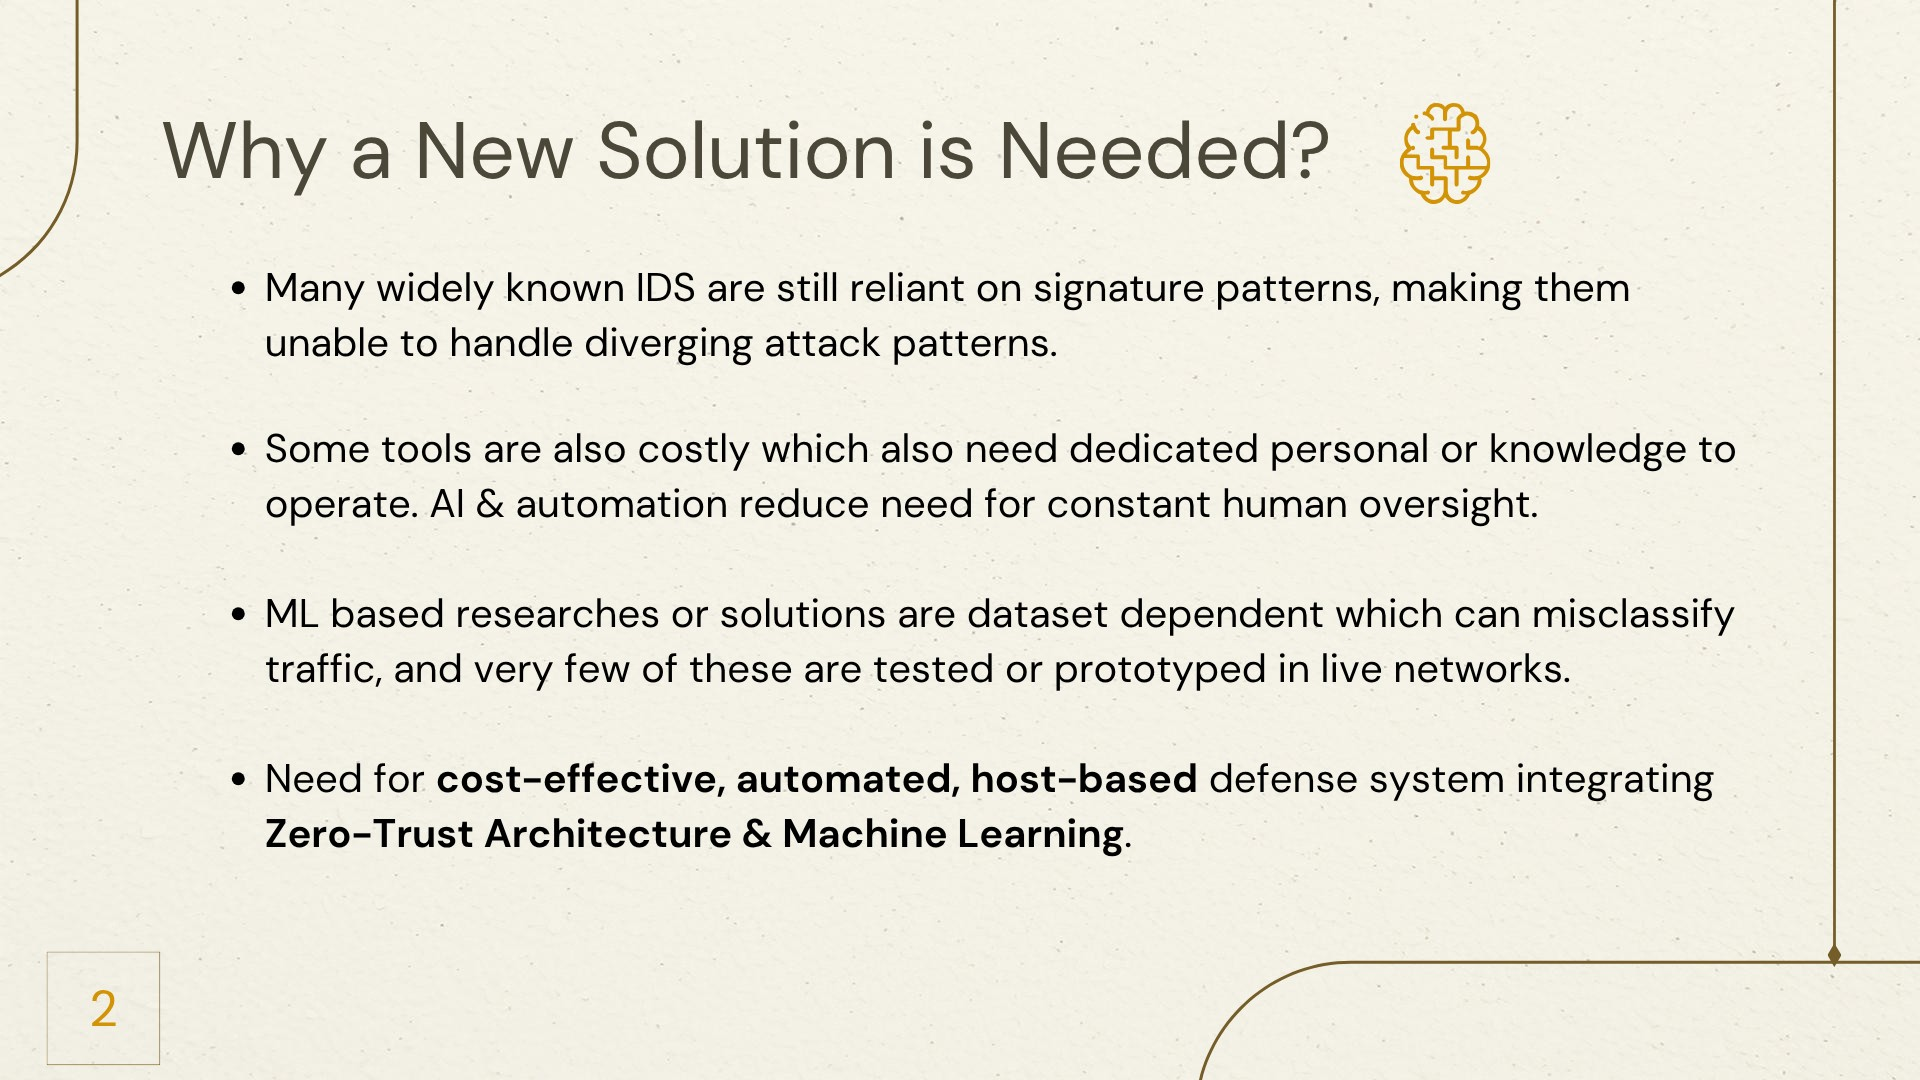 Why a New Solution is Needed?
• Many widely known IDS are still reliant on signature patterns, making them
unable to handle diverging attack patterns.
• Some tools are also costly which also need dedicated personal or knowledge to
operate. AI & automation reduce need for constant human oversight.
• ML based researches or solutions are dataset dependent which can misclassify
traffic, and very few of these are tested or prototyped in live networks.
• Need for cost-effective, automated, host-based defense system integrating
Zero-Trust Architecture & Machine Learning.
2